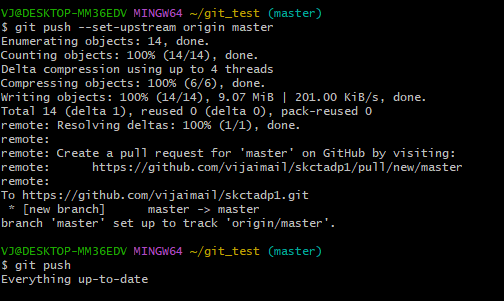 VJ@DESKTOP-MM36EDV MINGW64 ~/git_test (master)
$ git push --set-upstream origin master
Enumerating objects: 14, done.
Counting objects: 100% (14/14), done.
Delta compression using up to 4 threads
Compressing objects: 100% (6/6), done.
Writing objects: 100% (14/14), 9.07 MiB | 201.00 KiB/s, done.
Total 14 (delta 1), reused 0 (delta 0), pack-reused 0
remote: Resolving deltas: 100% (1/1), done.
remote:
remote: Create a pull request for 'master' on GitHub by visiting:
remote:      https://github.com/vijaimail/skctadp1/pull/new/master
remote:
To https://github.com/vijaimail/skctadp1.git
 * [new branch]      master -> master
branch 'master' set up to track 'origin/master'.
VJ@DESKTOP-MM36EDV MINGW64 ~/git_test (master)
$ git push
Everything up-to-date